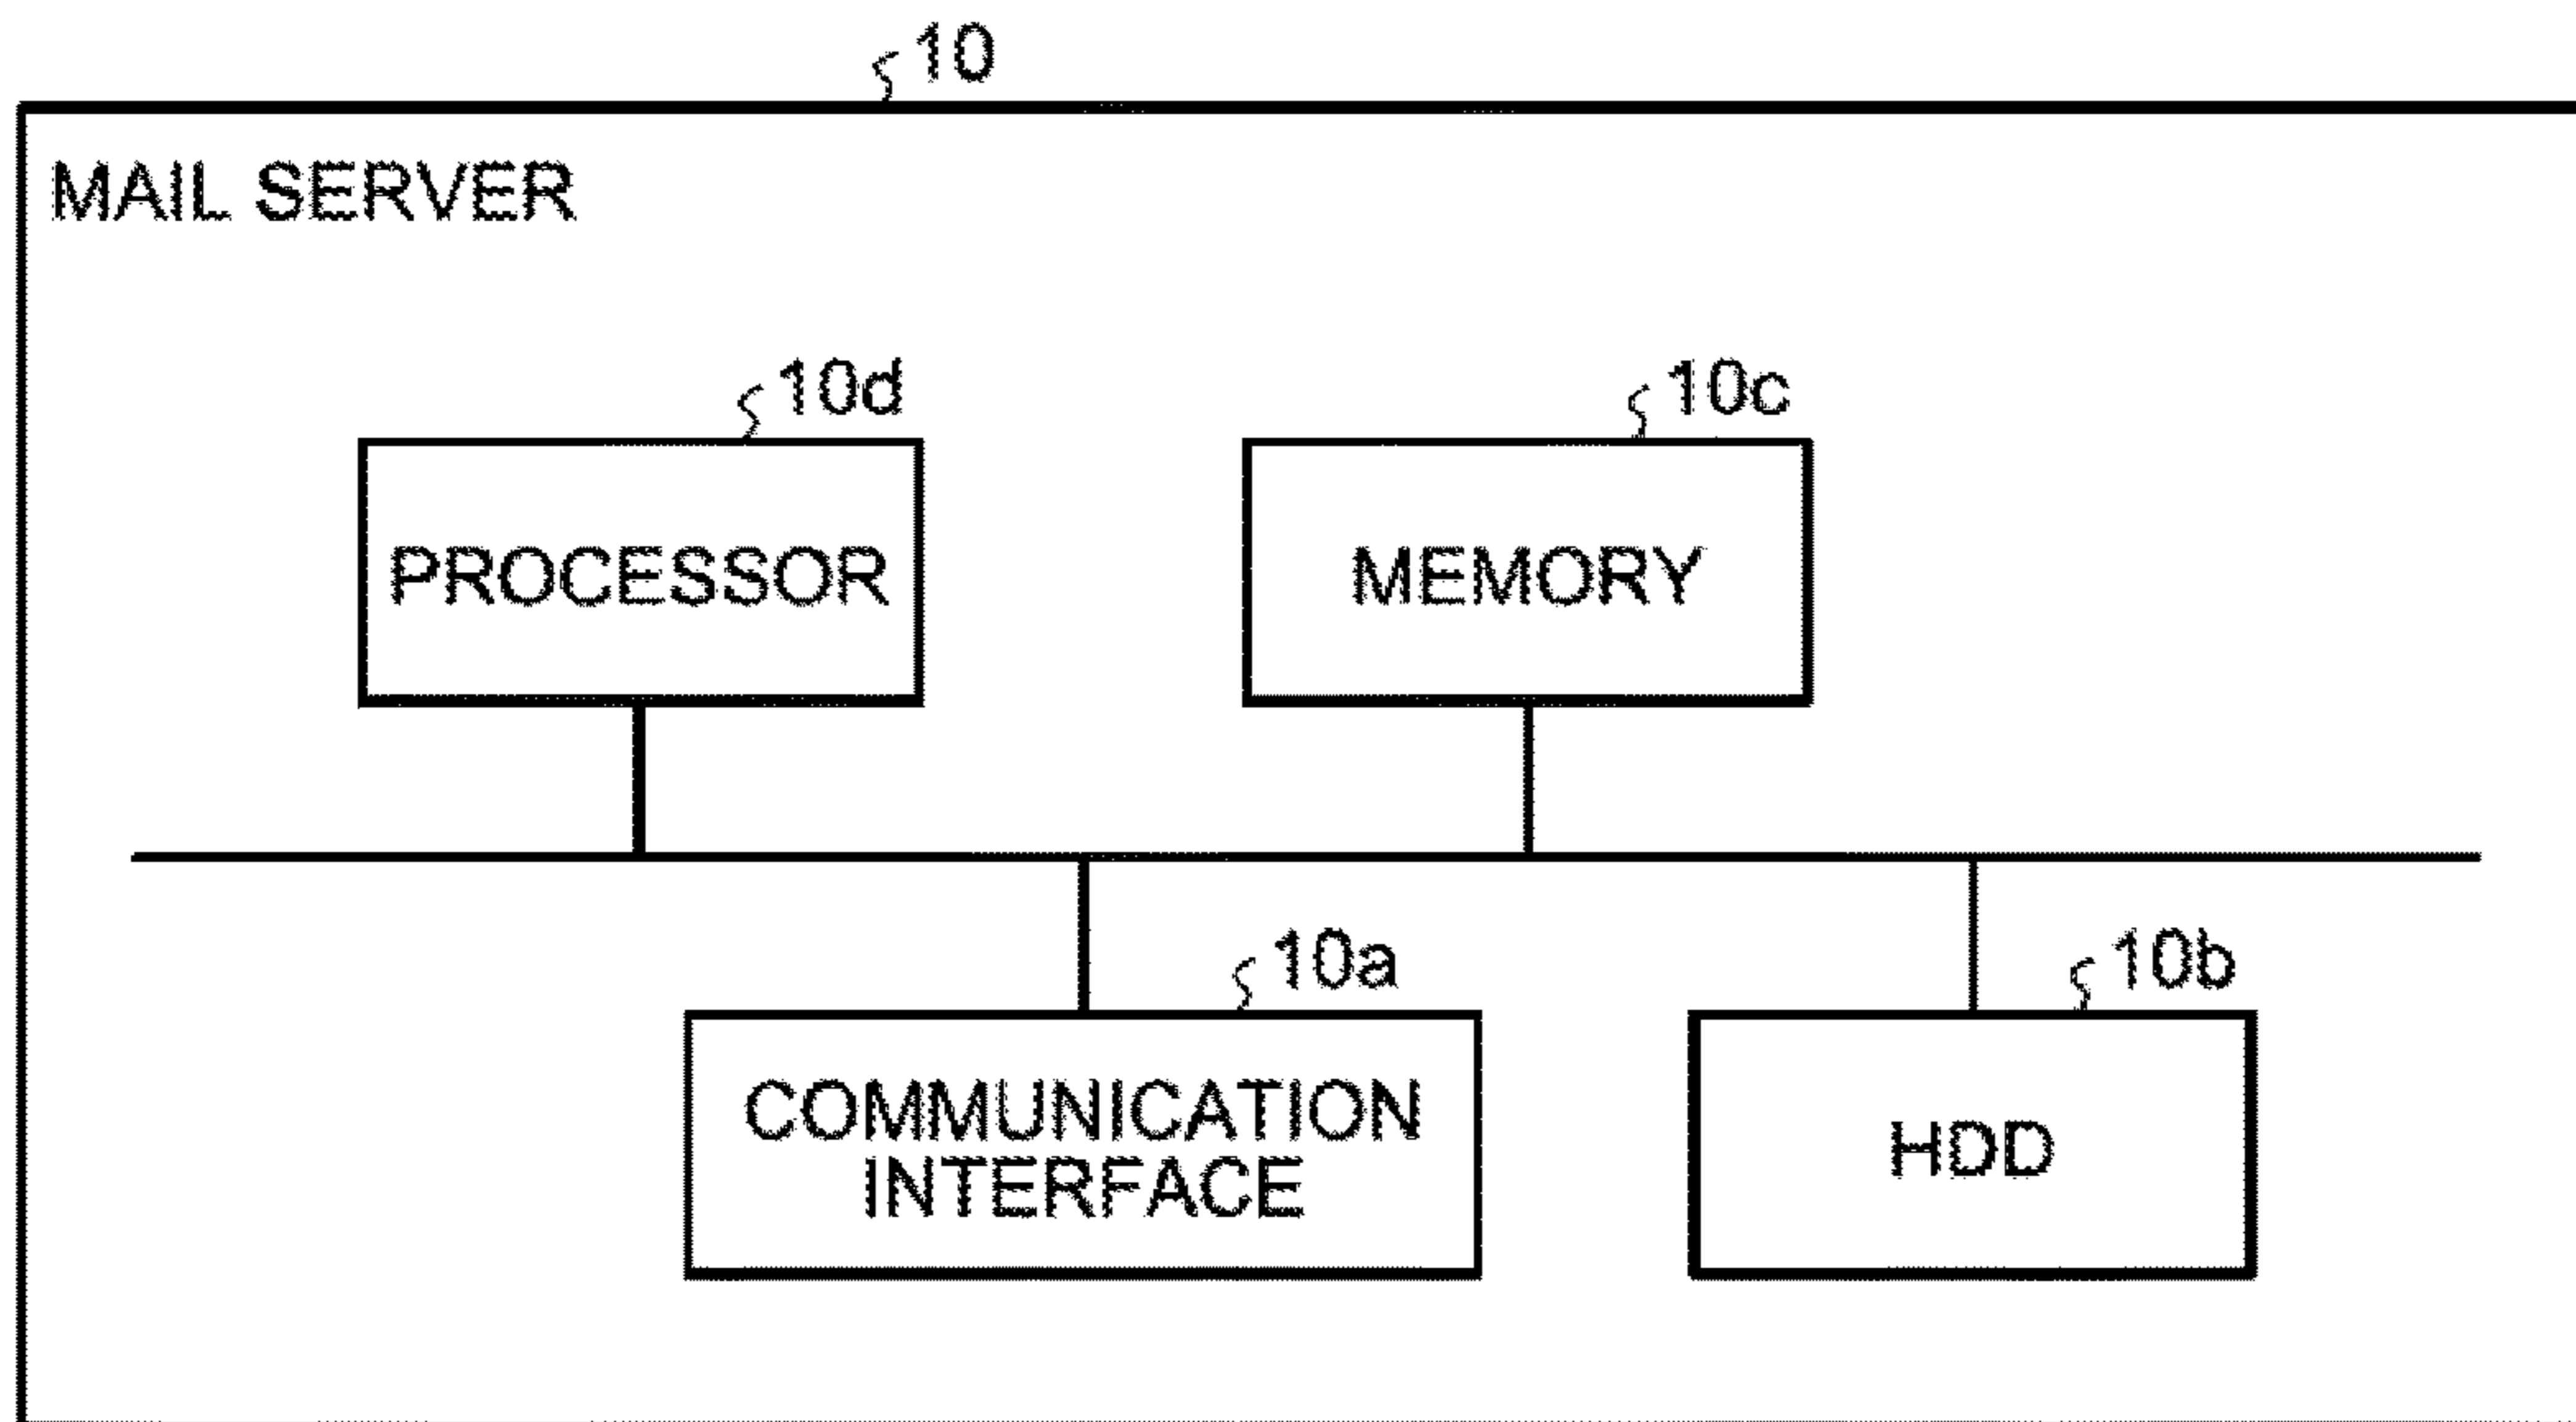 10
MAIL SERVER
10d
10c
PROCESSOR
MEMORY
10a
10b
COMMUNICATION
INTERFACE
HDD